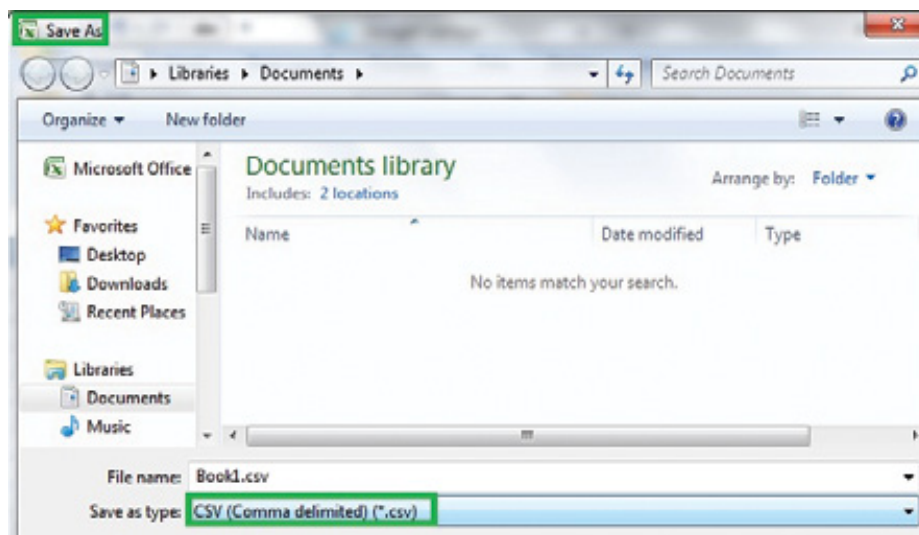 Save As
Libraries ▸ Documents ▸
Search Documents
Organize ▾ New folder
Microsoft Office
Documents library
Includes: 2 locations
Arrange by: Folder ▾
Favorites
Name Date modified Type
Desktop
Downloads
No items match your search.
Recent Places
Libraries
Documents
Music
File name: Book1.csv
Save as type: CSV (Comma delimited) (*.csv)